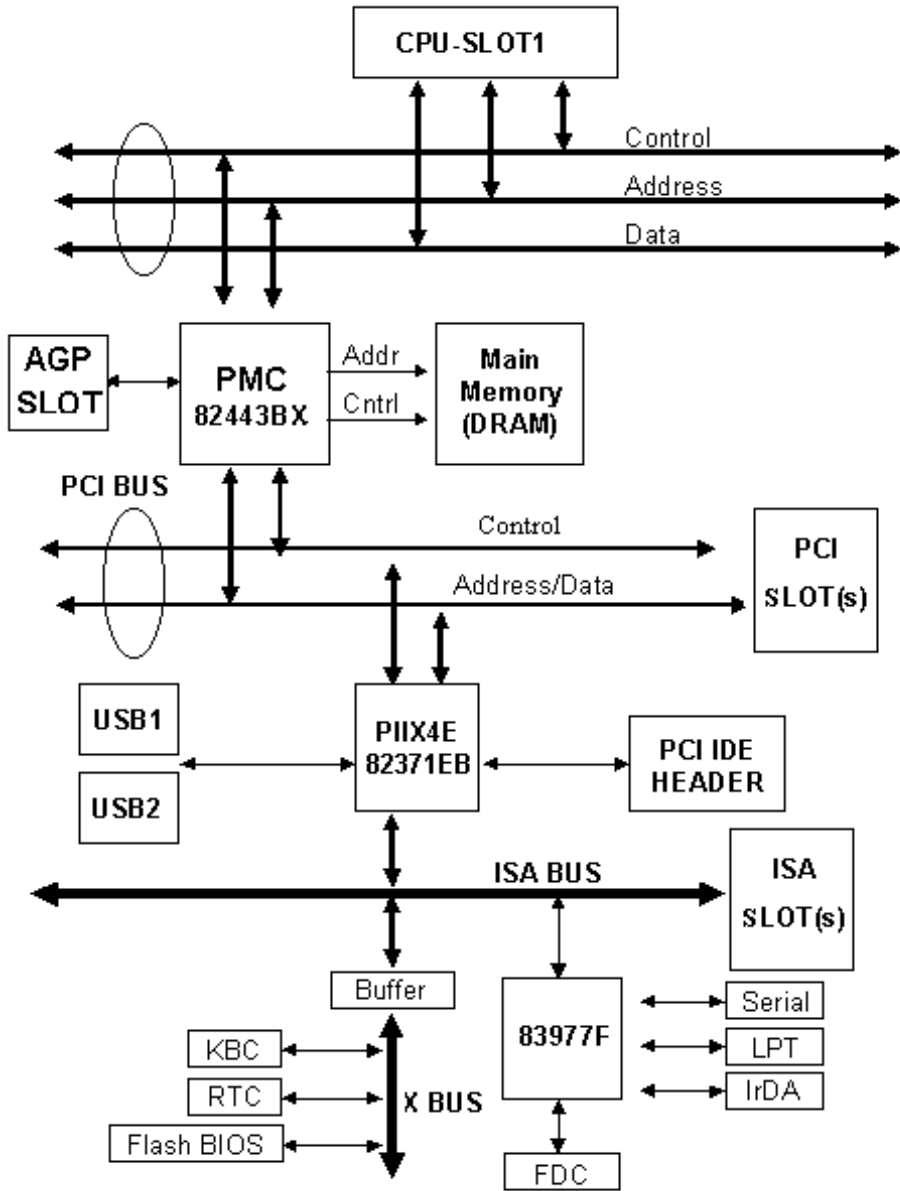 CPU-SLOT1
Control
Address
Data
AGP
SLOT
PMC
82443BX
Addr
Cntrl
Main
Memory
(DRAM)
PCI BUS
Control
Address/Data
PCI
SLOT(s)
USB1
USB2
PIIX4E
82371EB
PCI IDE
HEADER
ISA BUS
ISA
SLOT(s)
Buffer
83977F
Serial
LPT
IrDA
KBC
RTC
Flash BIOS
X BUS
FDC